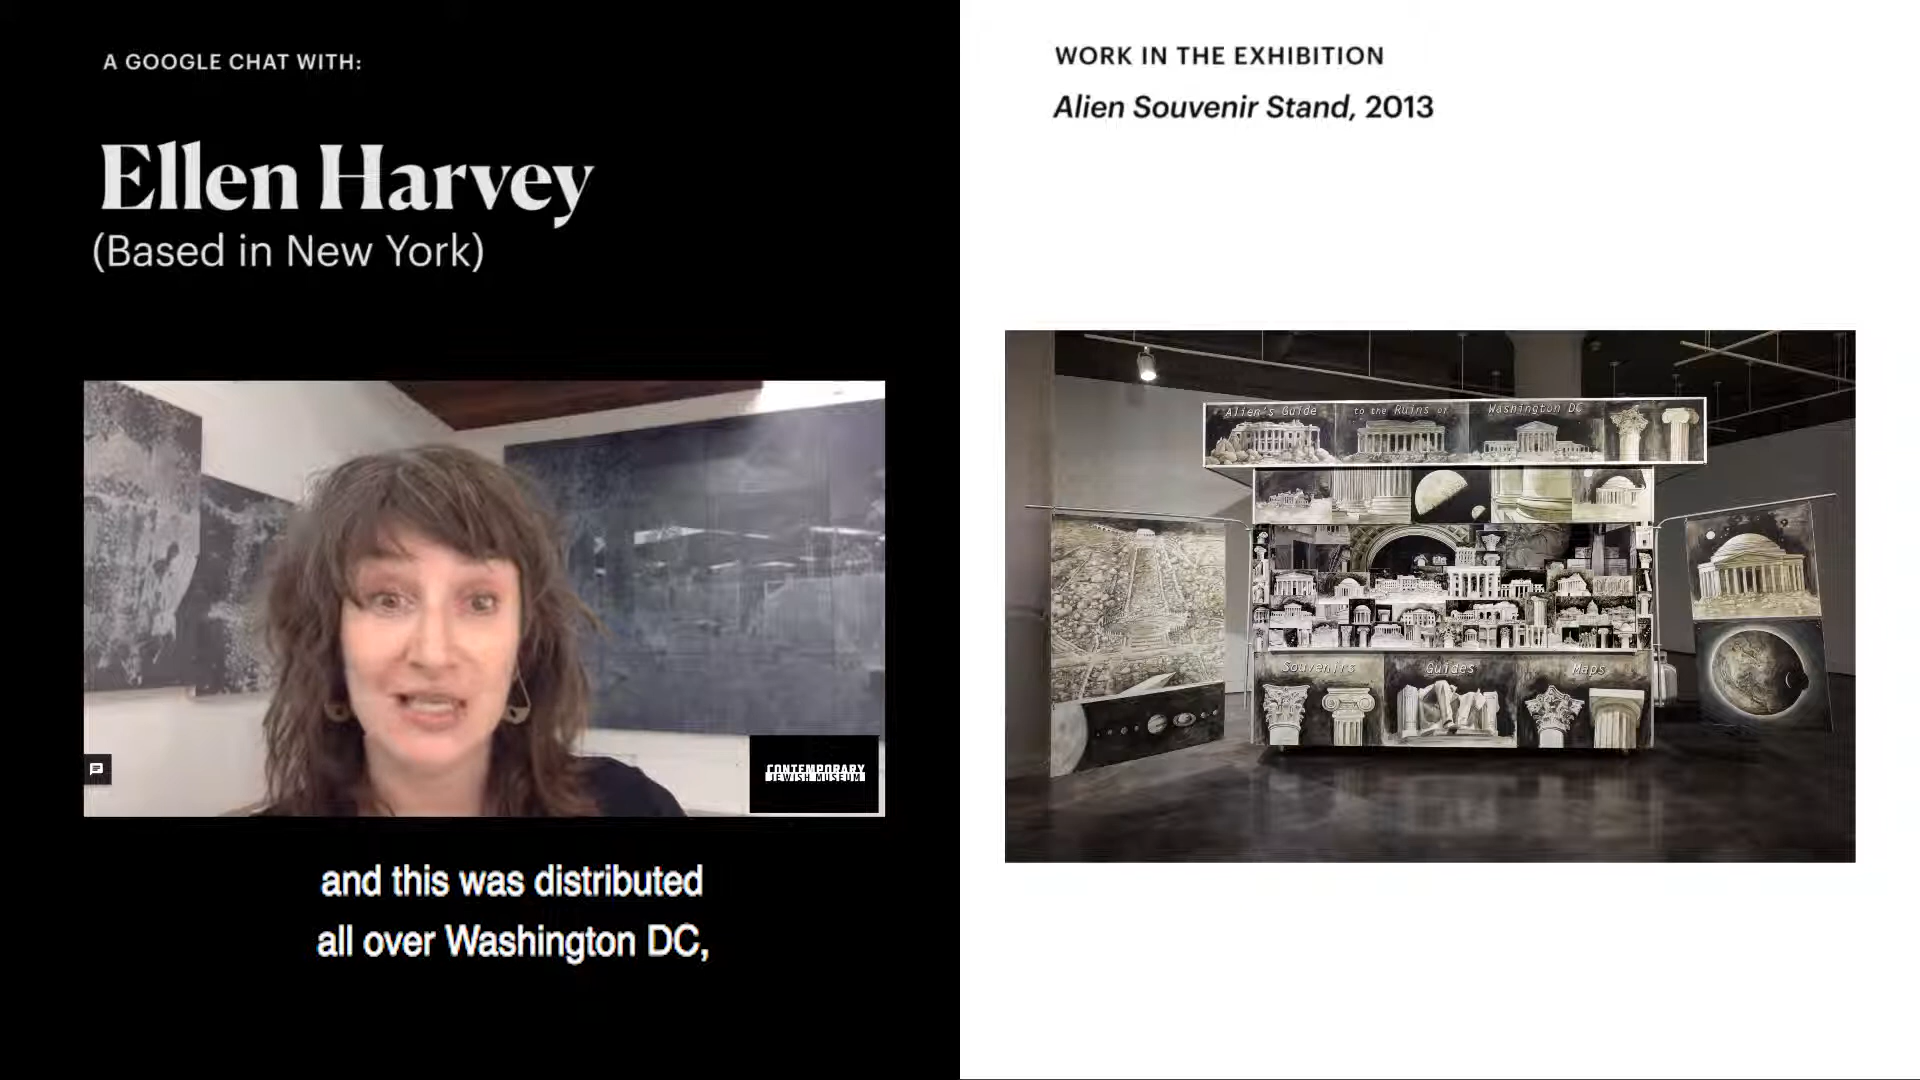 A GOOGLE CHAT WITH:
Ellen Harvey
(Based in New York)
CONTEMPORARY
JEWISH MUSEUM
and this was distributed
all over Washington DC,
WORK IN THE EXHIBITION
Alien Souvenir Stand, 2013
Alien's Guide to the Ruins of Washington DC
Souvenirs Guides Maps